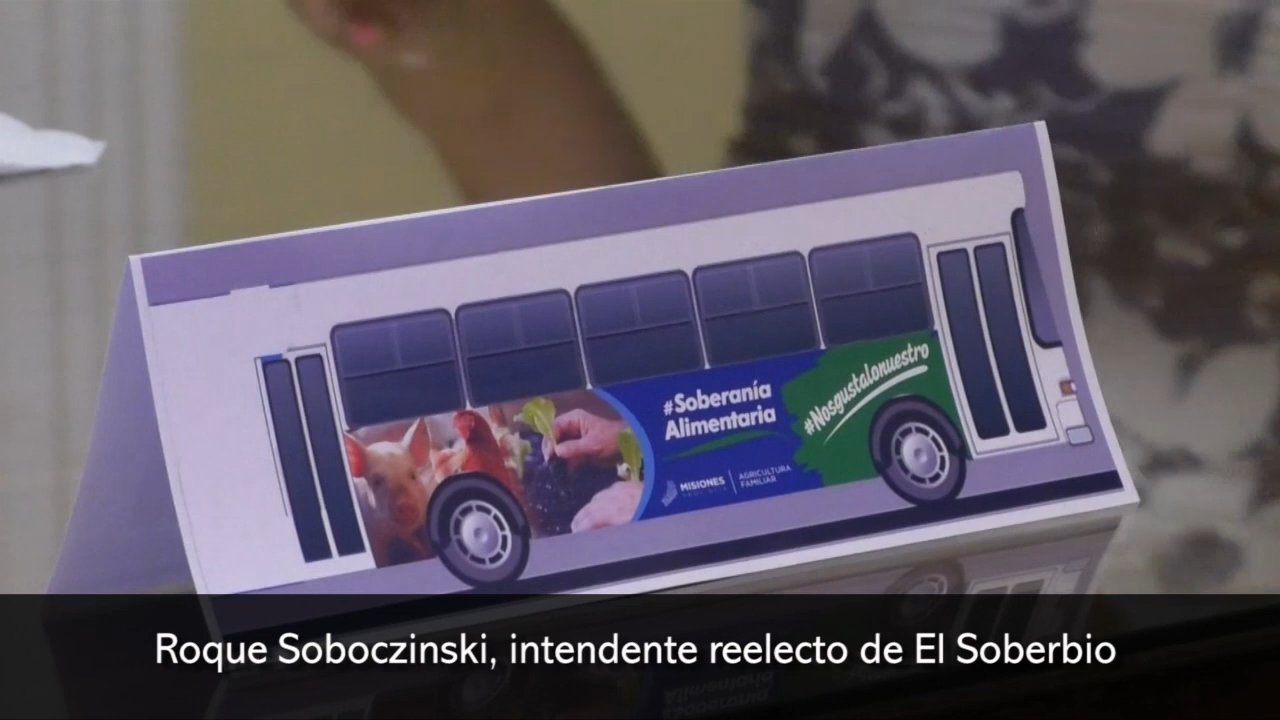 #Soberanía
Alimentaria
#Nosgustalonuestro
MISIONES
AGRICULTURA
FAMILIAR
Roque Soboczinski, intendente reelecto de El Soberbio